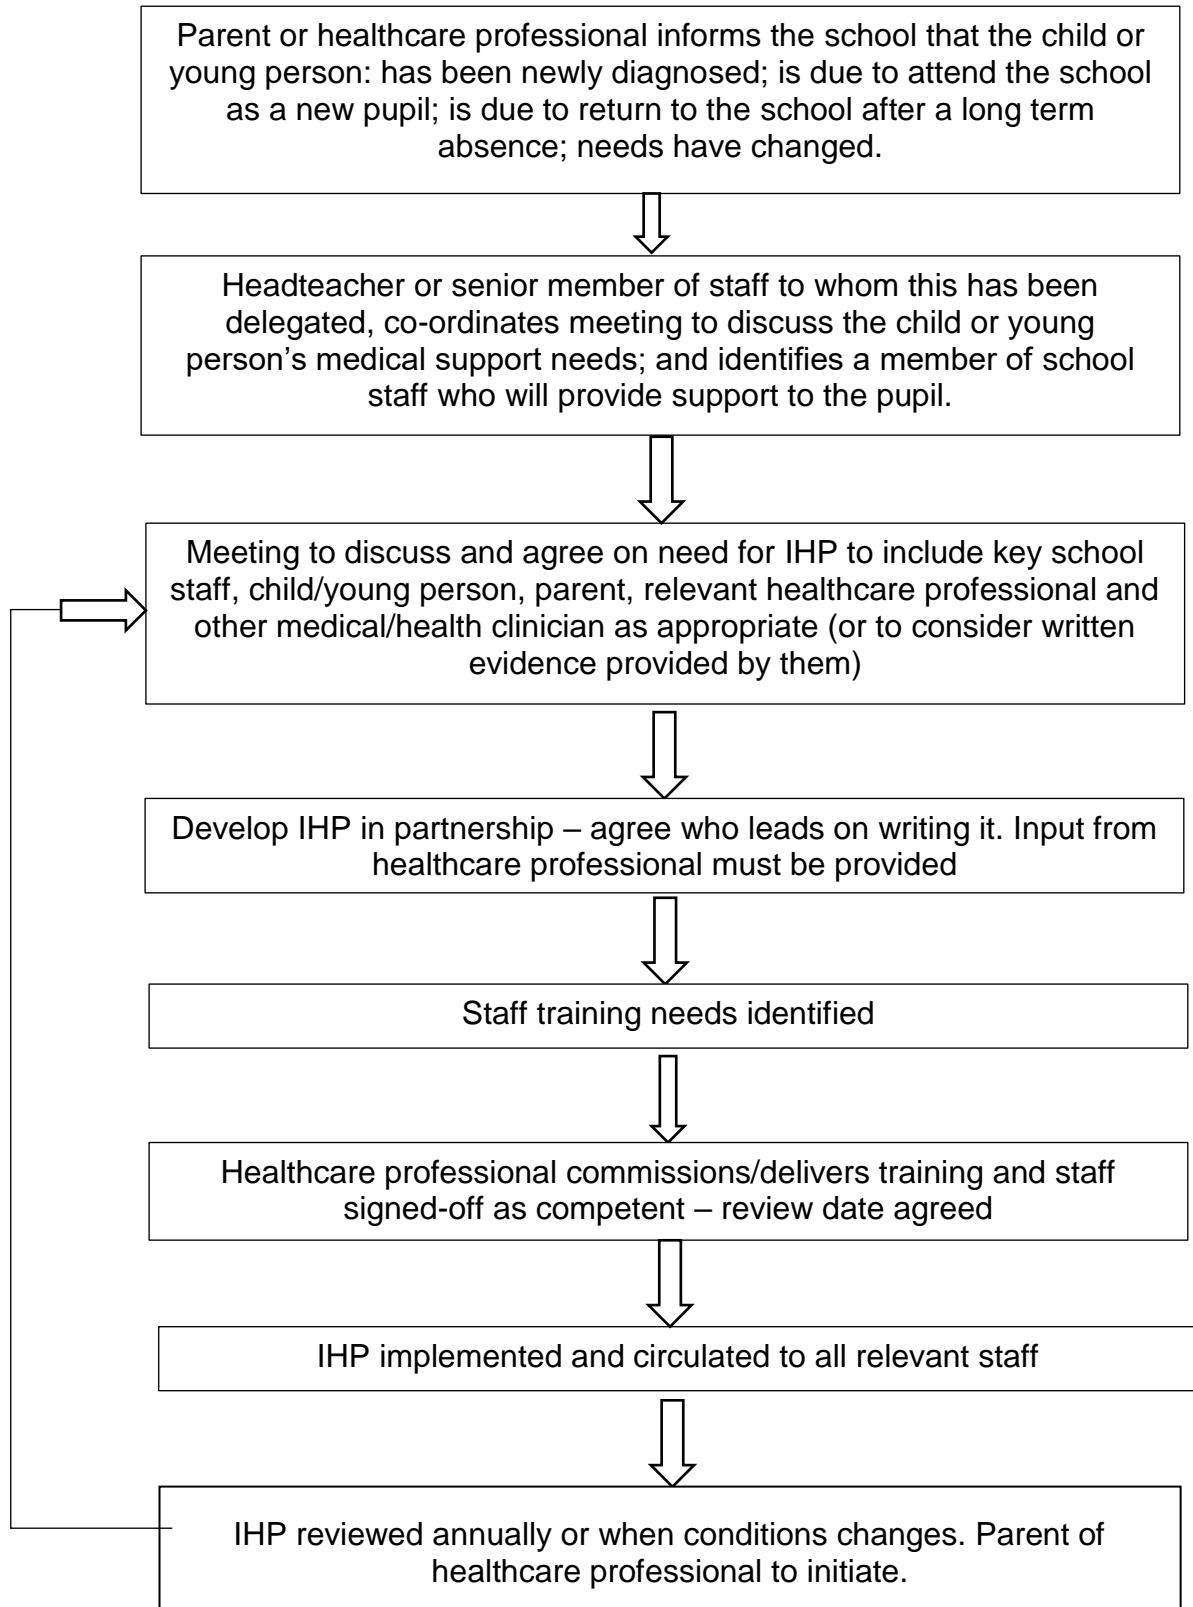 Parent or healthcare professional informs the school that the child or
young person: has been newly diagnosed; is due to attend the school
as a new pupil; is due to return to the school after a long term
absence; needs have changed.
Headteacher or senior member of staff to whom this has been
delegated, co-ordinates meeting to discuss the child or young
person’s medical support needs; and identifies a member of school
staff who will provide support to the pupil.
Meeting to discuss and agree on need for IHP to include key school
staff, child/young person, parent, relevant healthcare professional and
other medical/health clinician as appropriate (or to consider written
evidence provided by them)
Develop IHP in partnership – agree who leads on writing it. Input from
healthcare professional must be provided
Staff training needs identified
Healthcare professional commissions/delivers training and staff
signed-off as competent – review date agreed
IHP implemented and circulated to all relevant staff
IHP reviewed annually or when conditions changes. Parent of
healthcare professional to initiate.